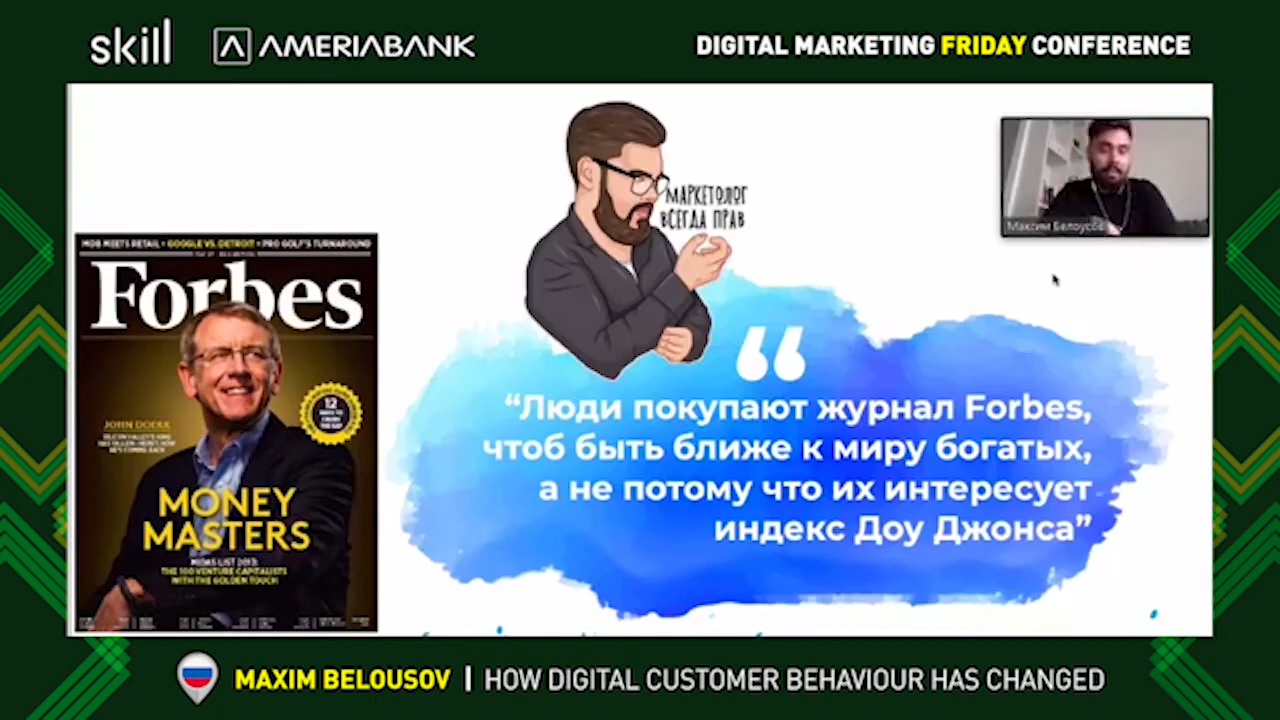 skill
AMERIABANK
DIGITAL MARKETING FRIDAY CONFERENCE
МАРКЕТОЛОГ
ВСЕГДА ПРАВ
Максим Белоусов
MOB MEETS RETAIL • GOOGLE VS. DETROIT • PRO GOLF'S TURNAROUND
Forbes
JOHN DOERR
12
MONEY
MASTERS
MIDAS LIST 2013:
THE 100 VENTURE CAPITALISTS
WITH THE GOLDEN TOUCH
“
“Люди покупают журнал Forbes,
чтоб быть ближе к миру богатых,
а не потому что их интересует
индекс Доу Джонса”
MAXIM BELOUSOV | HOW DIGITAL CUSTOMER BEHAVIOUR HAS CHANGED